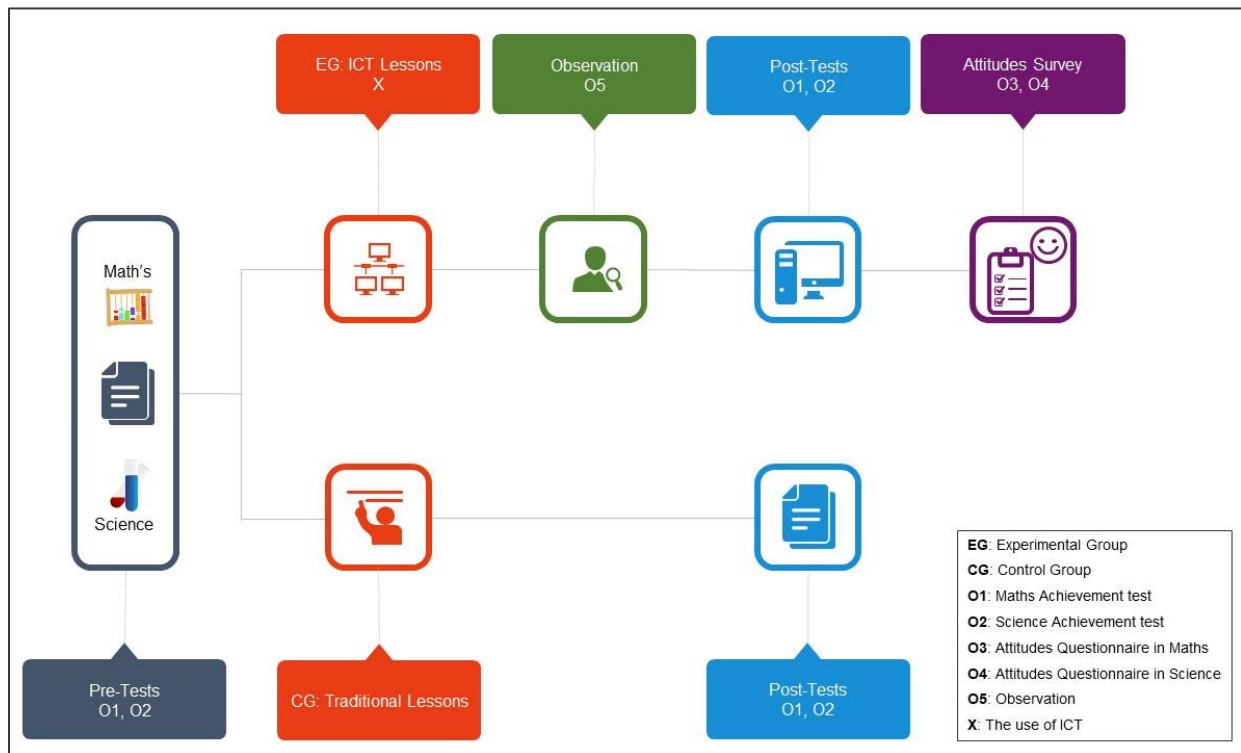 EG: ICT Lessons
X
Observation
O5
Post-Tests
O1, O2
Attitudes Survey
O3, O4
Math's
Science
Pre-Tests
O1, O2
CG: Traditional Lessons
Post-Tests
O1, O2
EG: Experimental Group
CG: Control Group
O1: Maths Achievement test
O2: Science Achievement test
O3: Attitudes Questionnaire in Maths
O4: Attitudes Questionnaire in Science
O5: Observation
X: The use of ICT